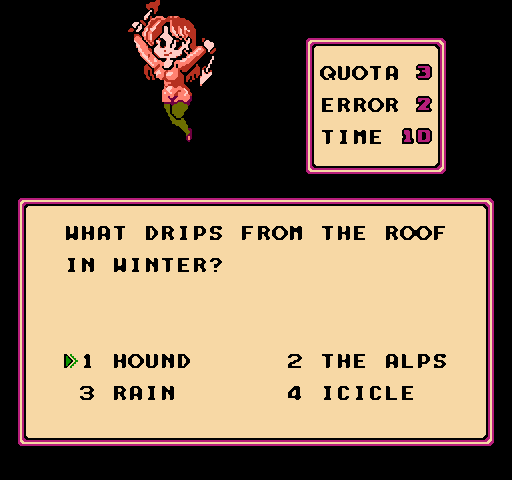 QUOTA 3
ERROR 2
TIME 10
WHAT DRIPS FROM THE ROOF
IN WINTER?
1 HOUND 2 THE ALPS
3 RAIN 4 ICICLE